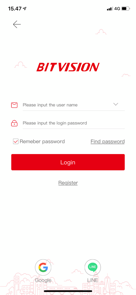 15.47
4G
BITVISION
Please input the user name
Please input the login password
Remeber password Find password
Login
Register
Google LINE